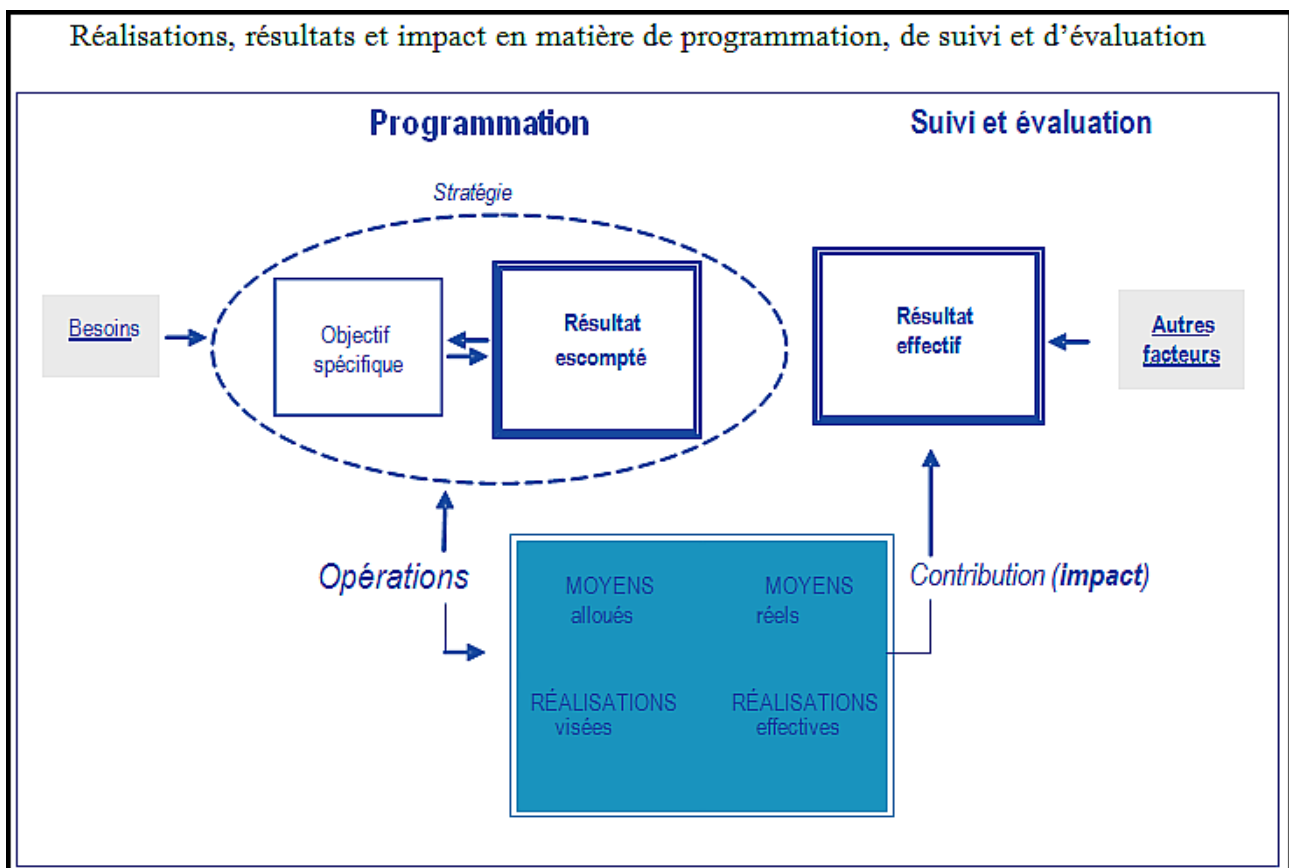 Réalisations, résultats et impact en matière de programmation, de suivi et d'évaluation
Programmation
Suivi et évaluation
Stratégie
Besoins
Objectif
spécifique
Résultat
escompté
Résultat
effectif
Autres
facteurs
Opérations
MOYENS
alloués
MOYENS
réels
Contribution (impact)
RÉALISATIONS
visées
RÉALISATIONS
effectives